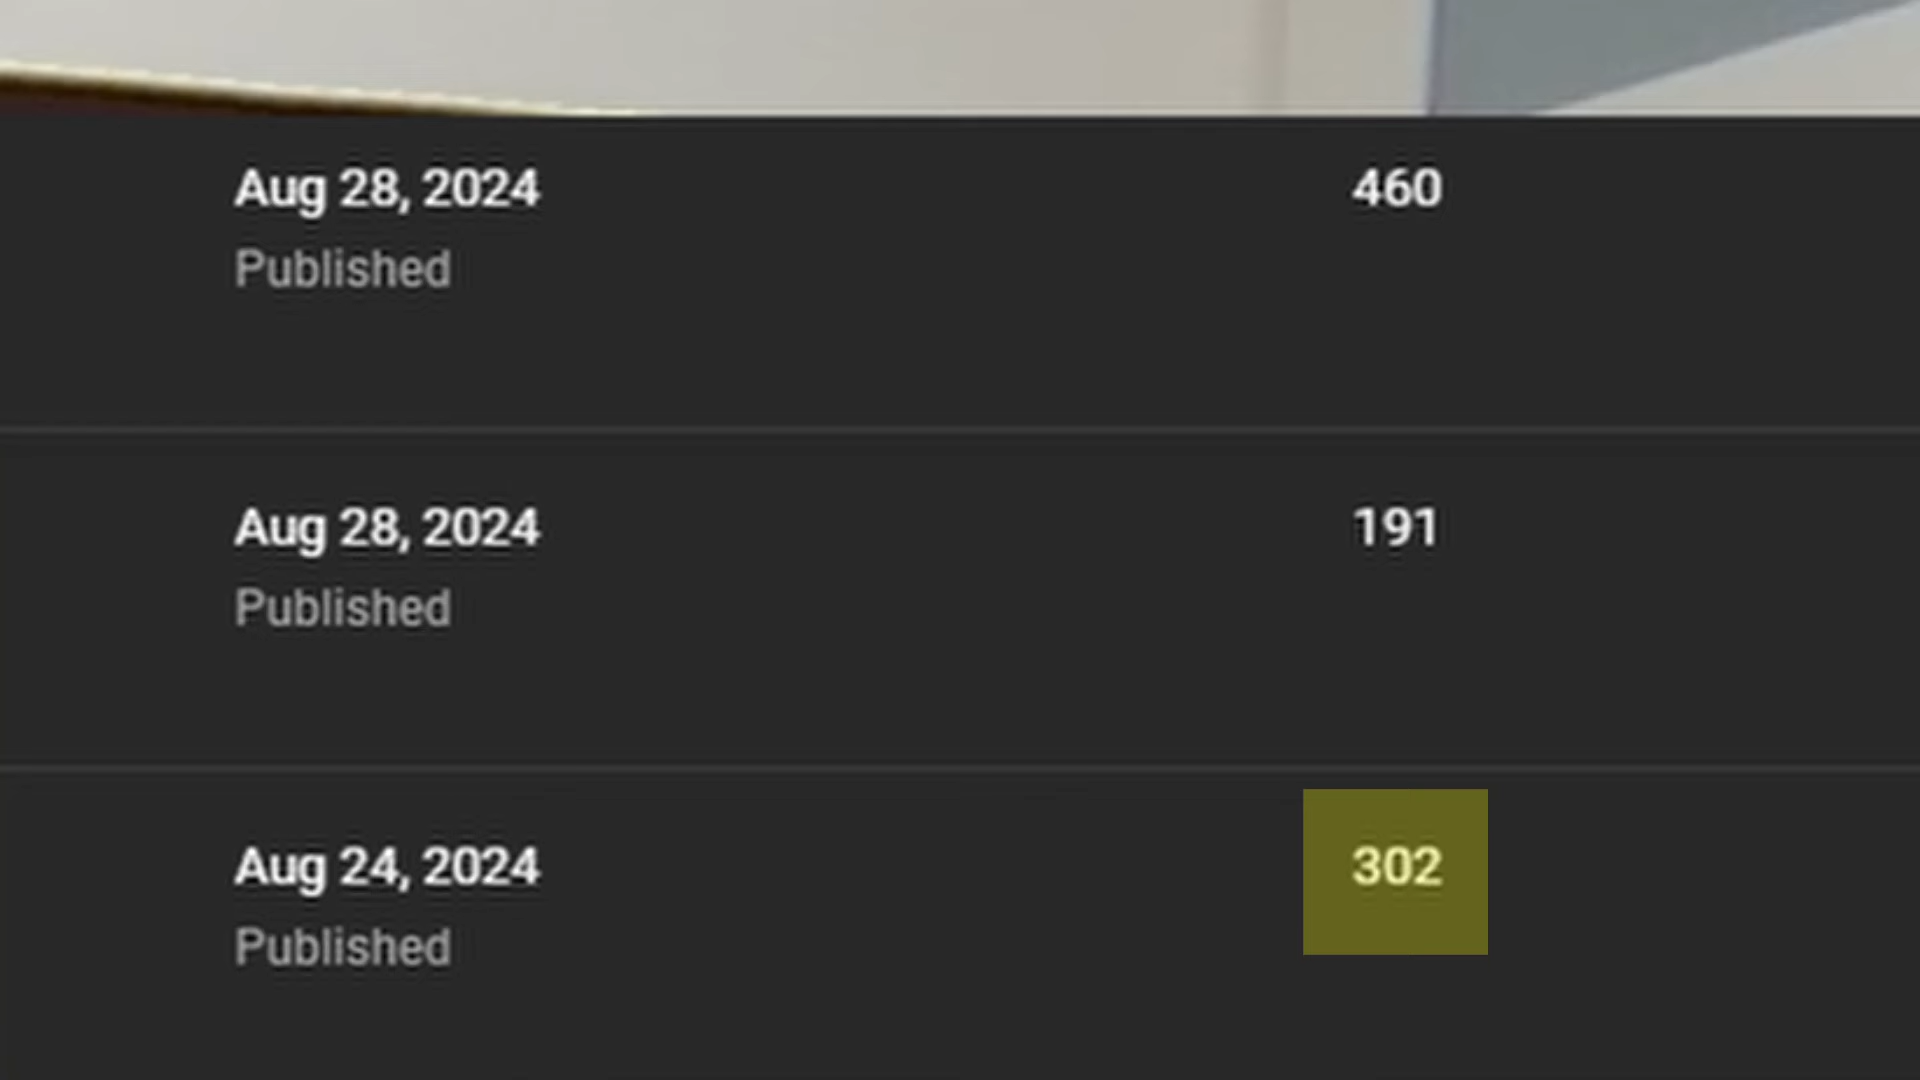 Aug 28, 2024 460
Published
Aug 28, 2024 191
Published
Aug 24, 2024 302
Published